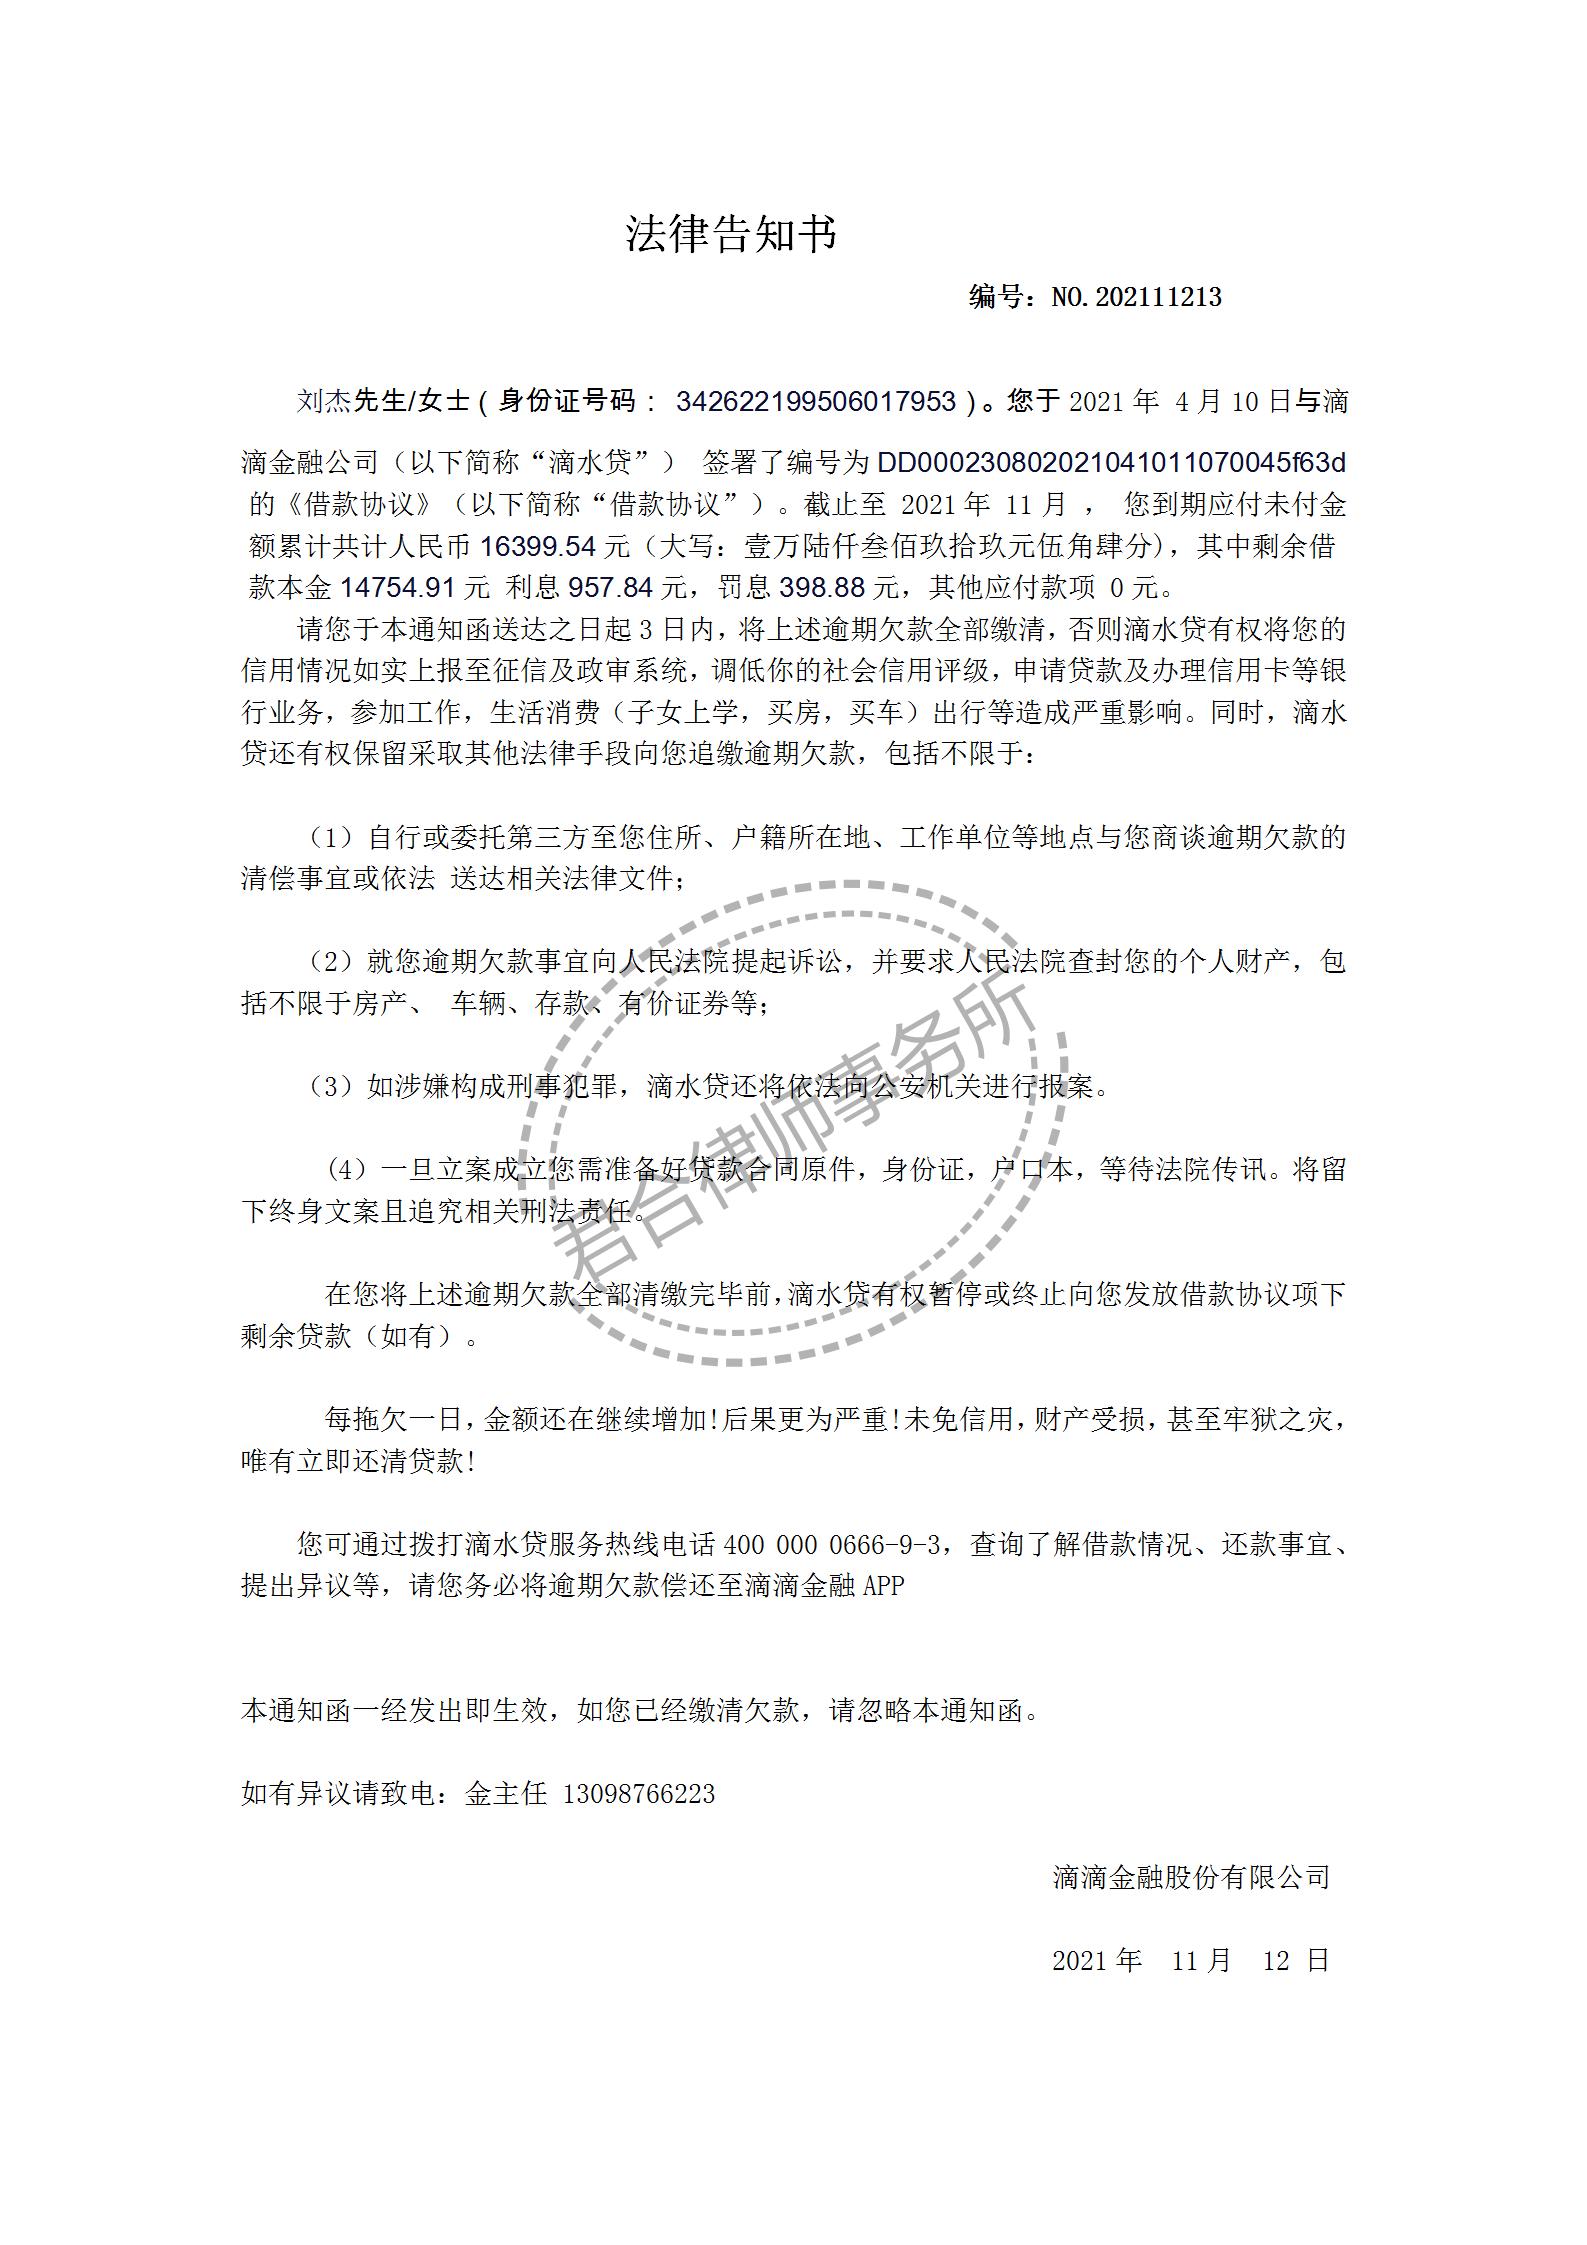 法律告知书
编号：NO.202111213
刘杰先生/女士（身份证号码： 342622199506017953）。您于 2021 年 4 月 10 日与滴
滴金融公司（以下简称“滴水贷”） 签署了编号为 DD000230802021041011070045f63d
的《借款协议》（以下简称“借款协议”）。截止至 2021 年 11 月 ， 您到期应付未付金
额累计共计人民币 16399.54 元（大写：壹万陆仟叁佰玖拾玖元伍角肆分），其中剩余借
款本金 14754.91 元 利息 957.84 元，罚息 398.88 元，其他应付款项 0 元。
请您于本通知函送达之日起 3 日内，将上述逾期欠款全部缴清，否则滴水贷有权将您的
信用情况如实上报至征信及政审系统，调低你的社会信用评级，申请贷款及办理信用卡等银
行业务，参加工作，生活消费（子女上学，买房，买车）出行等造成严重影响。同时，滴水
贷还有权保留采取其他法律手段向您追缴逾期欠款，包括不限于：
（1）自行或委托第三方至您住所、户籍所在地、工作单位等地点与您商谈逾期欠款的
清偿事宜或依法 送达相关法律文件；
（2）就您逾期欠款事宜向人民法院提起诉讼，并要求人民法院查封您的个人财产，包
括不限于房产、 车辆、存款、有价证券等；
（3）如涉嫌构成刑事犯罪，滴水贷还将依法向公安机关进行报案。
(4）一旦立案成立您需准备好贷款合同原件，身份证，户口本，等待法院传讯。将留
下终身文案且追究相关刑法责任。
君合律师事务所
在您将上述逾期欠款全部清缴完毕前，滴水贷有权暂停或终止向您发放借款协议项下
剩余贷款（如有）。
每拖欠一日，金额还在继续增加！后果更为严重！未免信用，财产受损，甚至牢狱之灾，
唯有立即还清贷款！
您可通过拨打滴水贷服务热线电话 400 000 0666-9-3，查询了解借款情况、还款事宜、
提出异议等，请您务必将逾期欠款偿还至滴滴金融 APP
本通知函一经发出即生效，如您已经缴清欠款，请忽略本通知函。
如有异议请致电：金主任 13098766223
滴滴金融股份有限公司
2021 年 11 月 12 日